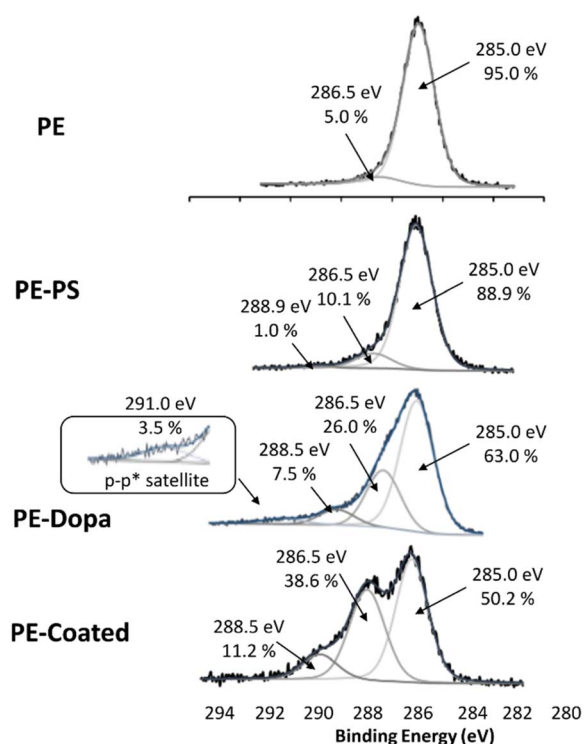 285.0 eV
95.0 %
286.5 eV
5.0 %
PE
286.5 eV
10.1 %
285.0 eV
88.9 %
288.9 eV
1.0 %
PE-PS
291.0 eV
3.5 %
p-p* satellite
286.5 eV
26.0 %
285.0 eV
63.0 %
288.5 eV
7.5 %
PE-Dopa
286.5 eV
38.6 %
285.0 eV
50.2 %
288.5 eV
11.2 %
PE-Coated
294 292 290 288 286 284 282 280
Binding Energy (eV)